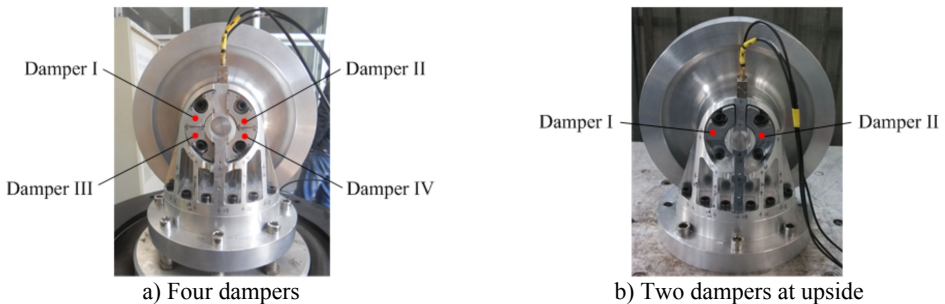 Damper I
Damper II
Damper III
Damper IV
a) Four dampers
Damper I
Damper II
b) Two dampers at upside